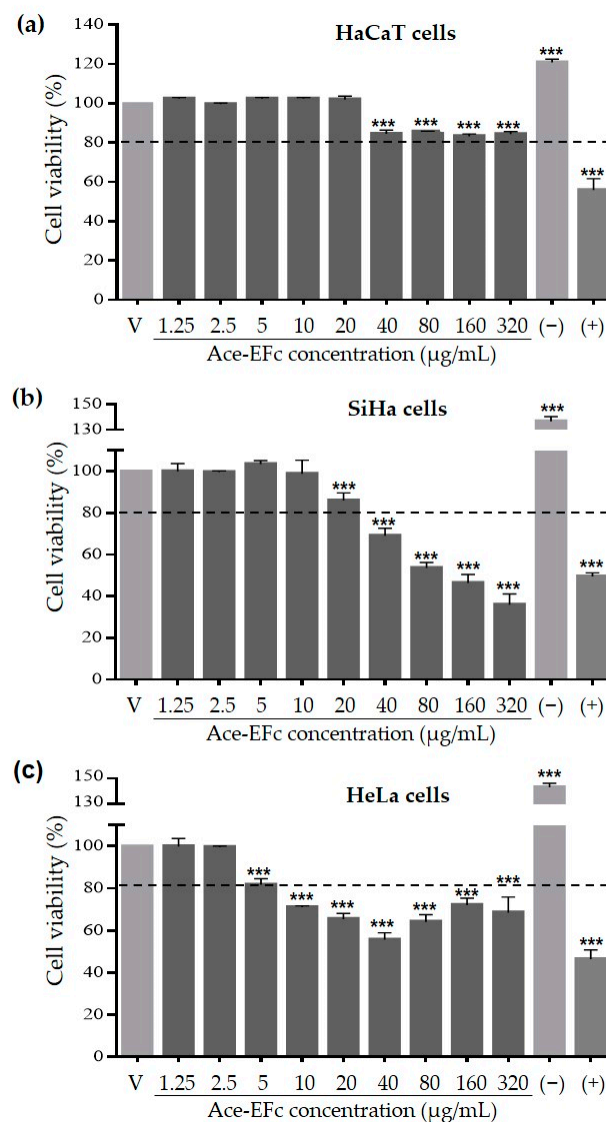 (a)
HaCaT cells
Cell viability (%)
140
120
100
80
60
40
20
0
*** *** *** *** *** ***
V 1.25 2.5 5 10 20 40 80 160 320 (−) (+)
Ace-EFc concentration (µg/mL)
(b)
SiHa cells
Cell viability (%)
150
130
100
80
60
40
20
0
*** *** *** *** *** *** ***
V 1.25 2.5 5 10 20 40 80 160 320 (−) (+)
Ace-EFc concentration (µg/mL)
(c)
HeLa cells
Cell viability (%)
150
130
100
80
60
40
20
0
*** *** *** *** *** *** *** *** ***
V 1.25 2.5 5 10 20 40 80 160 320 (−) (+)
Ace-EFc concentration (µg/mL)